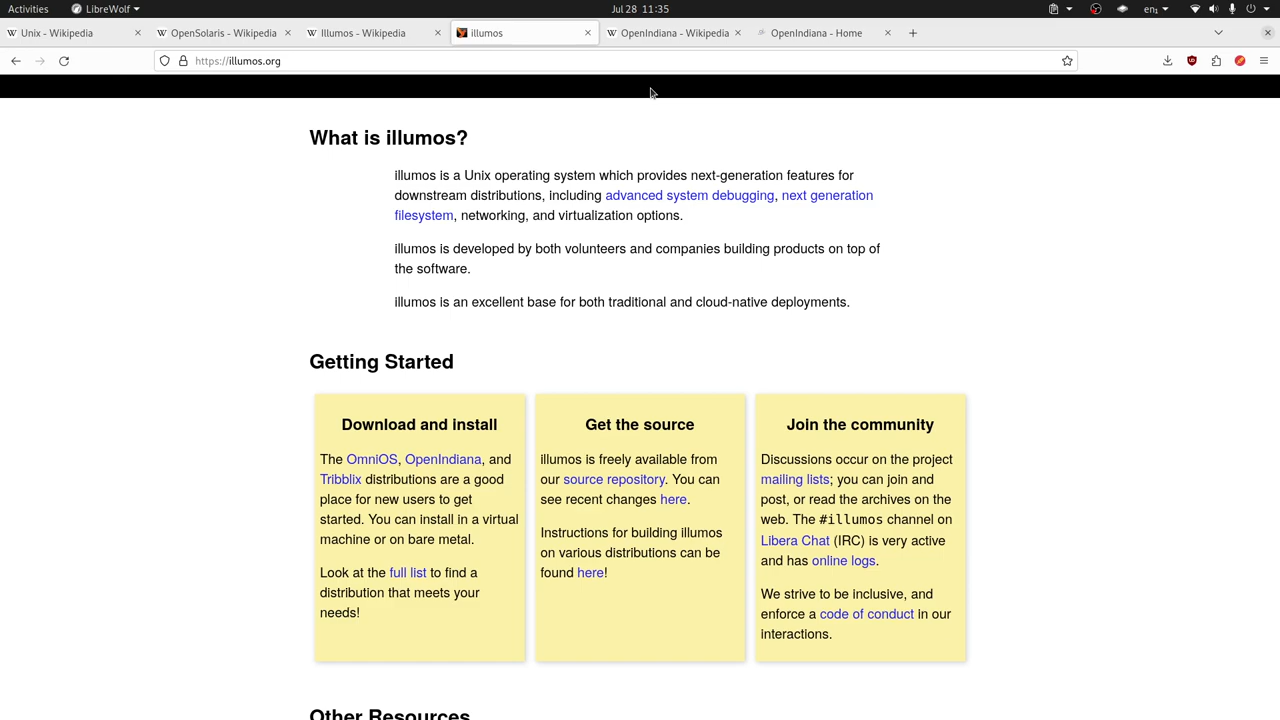 Activities LibreWolf Jul 28 11:35 en₁
Unix - Wikipedia OpenSolaris - Wikipedia Illumos - Wikipedia illumos OpenIndiana - Wikipedia OpenIndiana - Home
https://illumos.org
What is illumos?
illumos is a Unix operating system which provides next-generation features for
downstream distributions, including advanced system debugging, next generation
filesystem, networking, and virtualization options.
illumos is developed by both volunteers and companies building products on top of
the software.
illumos is an excellent base for both traditional and cloud-native deployments.
Getting Started
Download and install
The OmniOS, OpenIndiana, and
Tribblix distributions are a good
place for new users to get
started. You can install in a virtual
machine or on bare metal.
Look at the full list to find a
distribution that meets your
needs!
Get the source
illumos is freely available from
our source repository. You can
see recent changes here.
Instructions for building illumos
on various distributions can be
found here!
Join the community
Discussions occur on the project
mailing lists; you can join and
post, or read the archives on the
web. The #illumos channel on
Libera Chat (IRC) is very active
and has online logs.
We strive to be inclusive, and
enforce a code of conduct in our
interactions.
Other Resources